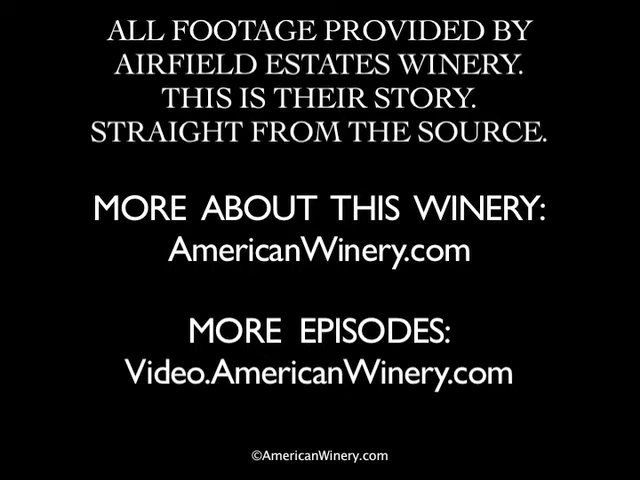 ALL FOOTAGE PROVIDED BY
AIRFIELD ESTATES WINERY.
THIS IS THEIR STORY.
STRAIGHT FROM THE SOURCE.
MORE ABOUT THIS WINERY:
AmericanWinery.com
MORE EPISODES:
Video.AmericanWinery.com
©AmericanWinery.com